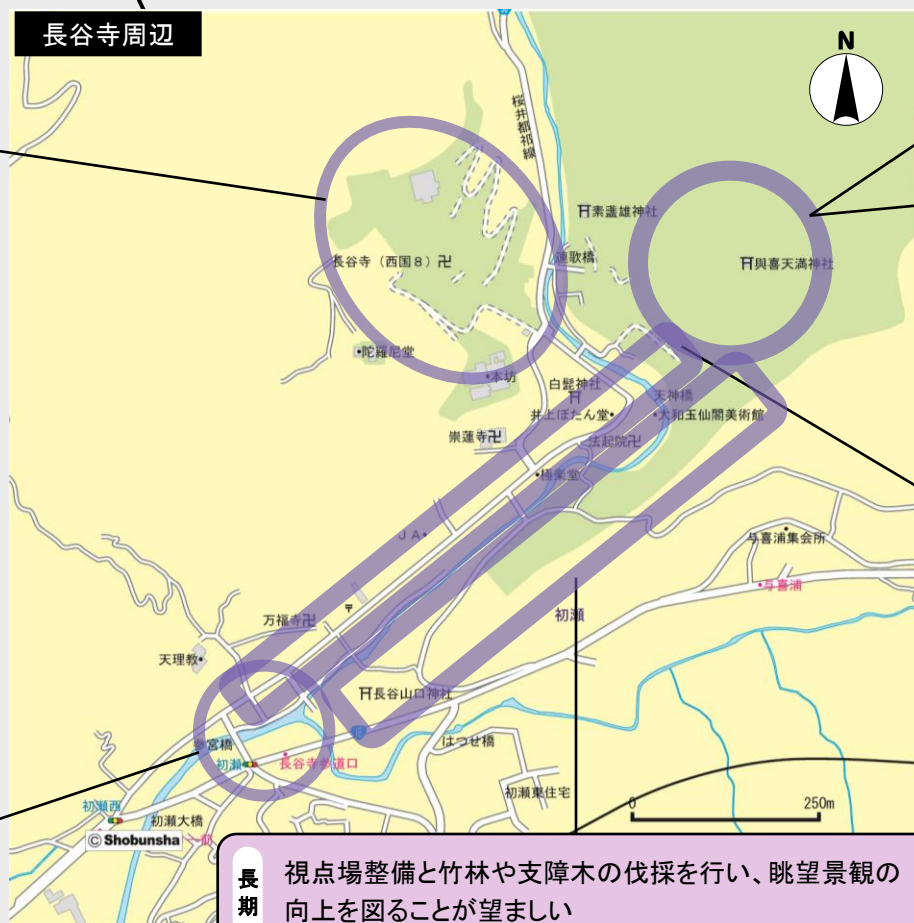 長谷寺周辺
N
桜井都祁線
素盞雄神社
連歌橋
與喜天満神社
長谷寺(西国8)
陀羅尼堂
本坊
白髭神社
天神橋
井上ぼたん堂
大和玉仙閣美術館
崇蓮寺
法起院
極楽堂
JA
与喜浦集会所
与喜浦
初瀬
万福寺
〒
天理教
長谷山口神社
参宮橋
はつせ橋
初瀬
長谷寺参道口
初瀬東住宅
初瀬西
初瀬大橋
0 250m
© Shobunsha
長期
視点場整備と竹林や支障木の伐採を行い、眺望景観の
向上を図ることが望ましい